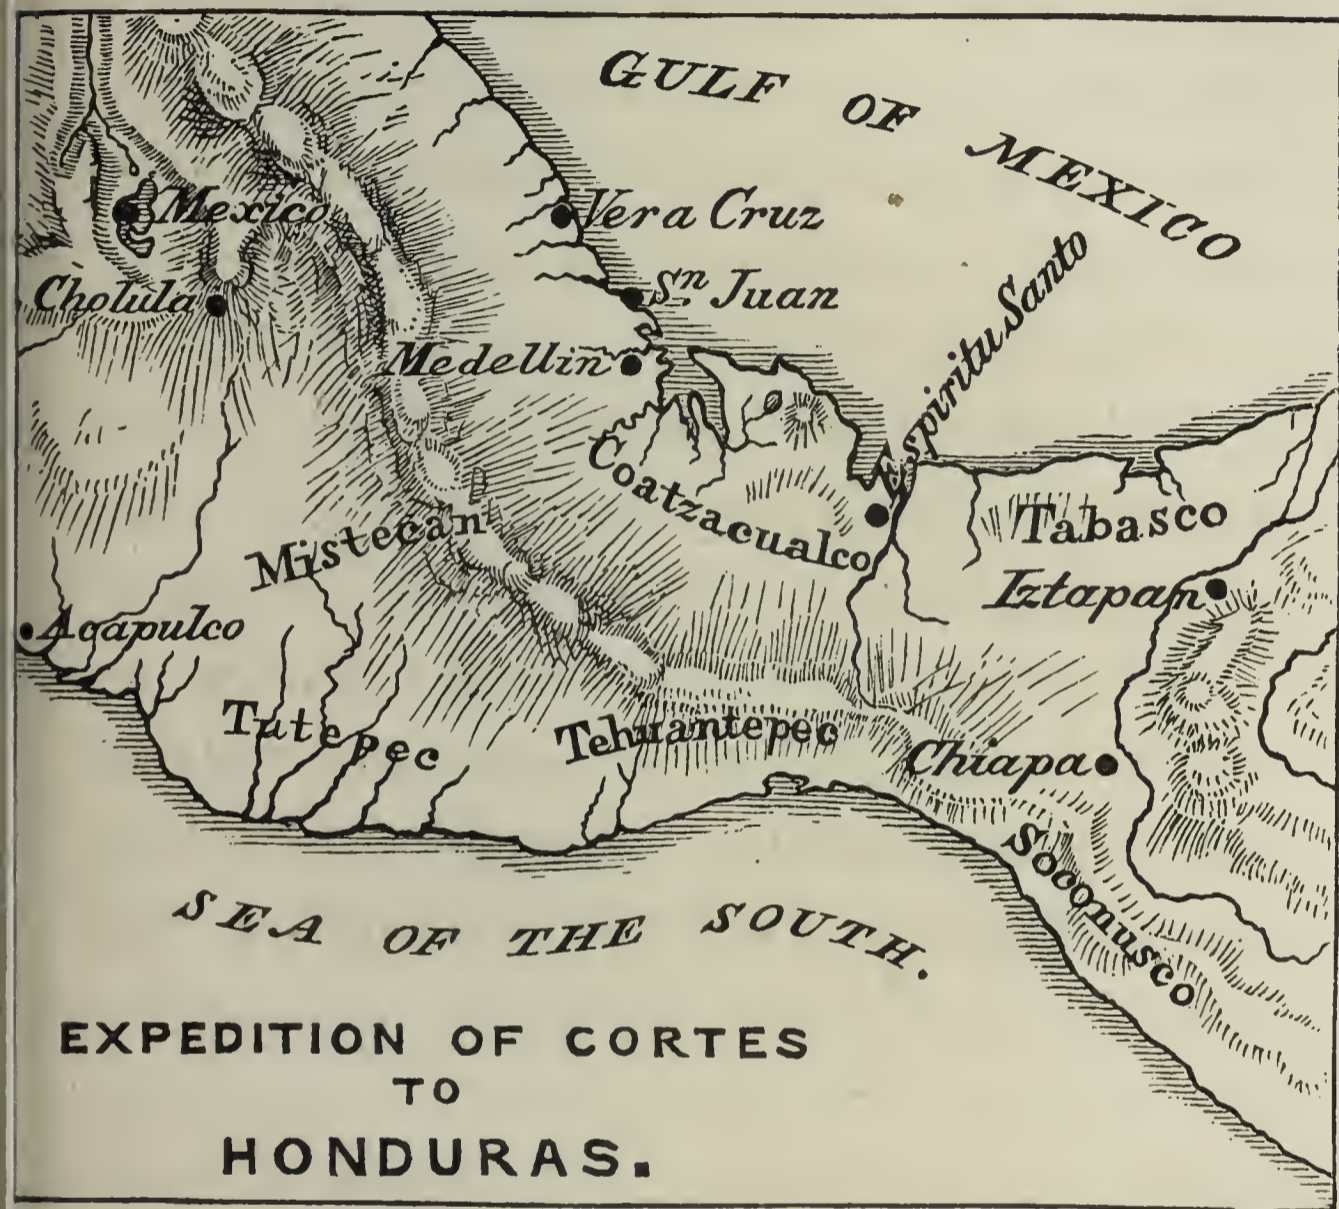 GULF OF MEXICO
Mexico
Vera Cruz
Cholula
Sn Juan
Medellin
Espiritu Santo
Coatzacualco
Mistecan
Tabasco
Iztapan
Acapulco
Tutepec
Tehuantepec
Chiapa
Soconusco
SEA OF THE SOUTH.
EXPEDITION OF CORTES
TO
HONDURAS.